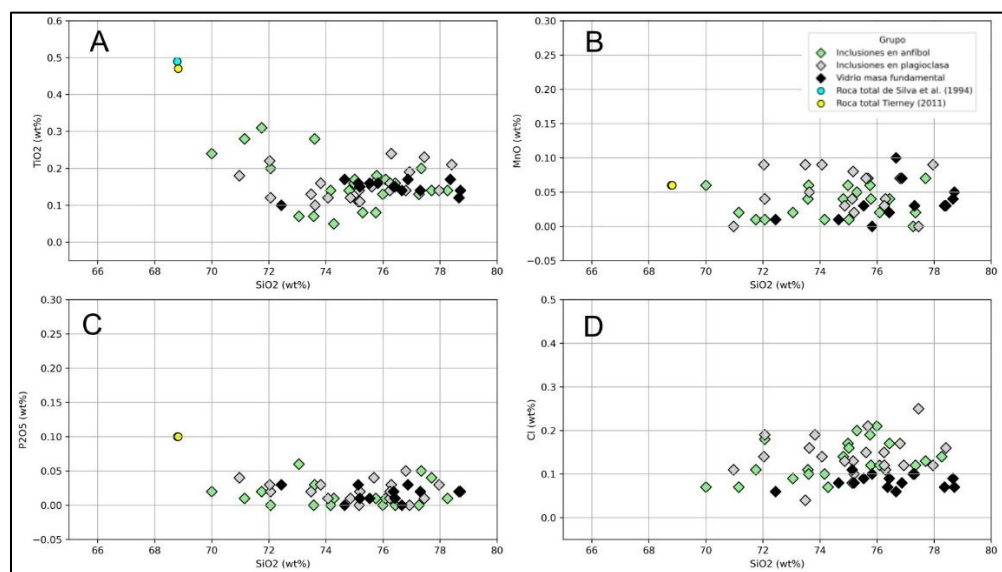 A
TiO2 (wt%)
0.6
0.5
0.4
0.3
0.2
0.1
0.0
66 68 70 72 74 76 78 80
SiO2 (wt%)
B
MnO (wt%)
0.30
0.25
0.20
0.15
0.10
0.05
0.00
−0.05
66 68 70 72 74 76 78 80
SiO2 (wt%)
Grupo
Inclusiones en anfíbol
Inclusiones en plagioclasa
Vidrio masa fundamental
Roca total de Silva et al. (1994)
Roca total Tierney (2011)
C
P2O5 (wt%)
0.30
0.25
0.20
0.15
0.10
0.05
0.00
−0.05
66 68 70 72 74 76 78 80
SiO2 (wt%)
D
Cl (wt%)
0.5
0.4
0.3
0.2
0.1
0.0
66 68 70 72 74 76 78 80
SiO2 (wt%)